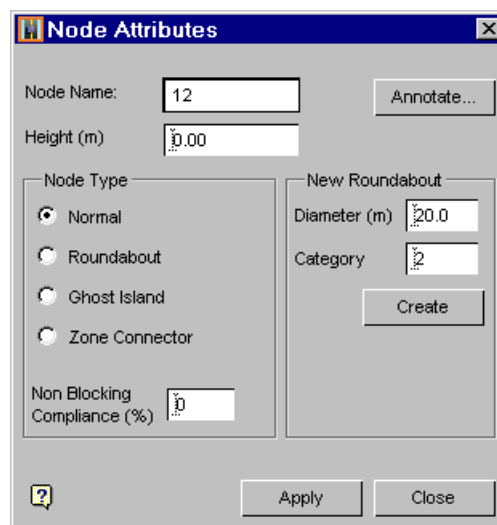 Node Attributes
Node Name: 12 Annotate...
Height (m) 0.00
Node Type
Normal
Roundabout
Ghost Island
Zone Connector
Non Blocking
Compliance (%) 0
New Roundabout
Diameter (m) 20.0
Category 2
Create
Apply Close